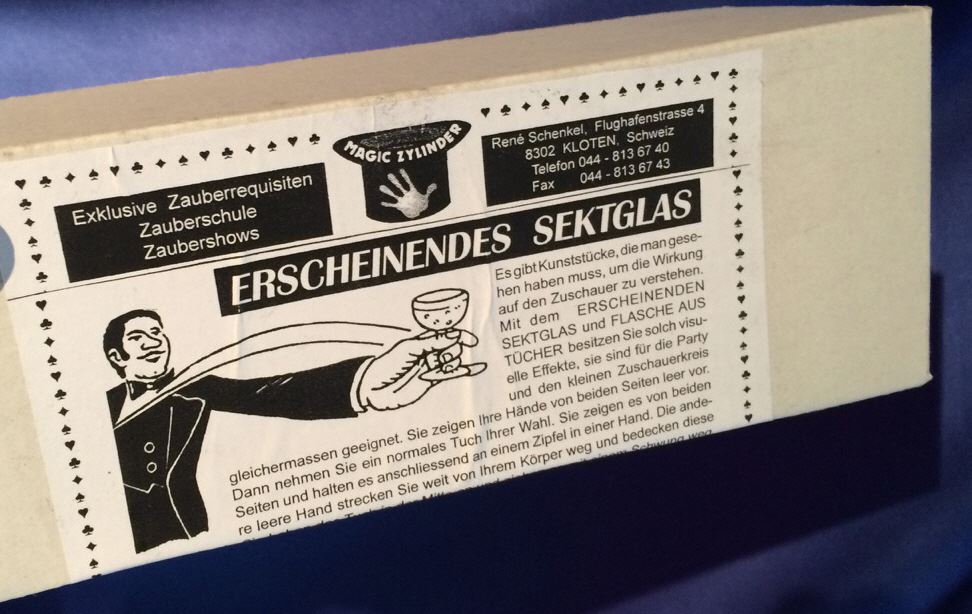 Exklusive Zauberrequisiten
Zauberschule
Zaubershows
MAGIC ZYLINDER
René Schenkel, Flughafenstrasse 4
8302 KLOTEN, Schweiz
Telefon 044 - 813 67 40
Fax 044 - 813 67 43
ERSCHEINENDES SEKTGLAS
Es gibt Kunststücke, die man gese-
hen haben muss, um die Wirkung
auf den Zuschauer zu verstehen.
Mit dem ERSCHEINENDEN
SEKTGLAS und FLASCHE AUS
TÜCHER besitzen Sie solch visu-
elle Effekte, sie sind für die Party
und den kleinen Zuschauerkreis
gleichermassen geeignet. Sie zeigen Ihre Hände von beiden Seiten leer vor.
Dann nehmen Sie ein normales Tuch Ihrer Wahl. Sie zeigen es von beiden
Seiten und halten es anschliessend an einem Zipfel in einer Hand. Die ande-
re leere Hand strecken Sie weit von Ihrem Körper weg und bedecken diese
Schwung weg